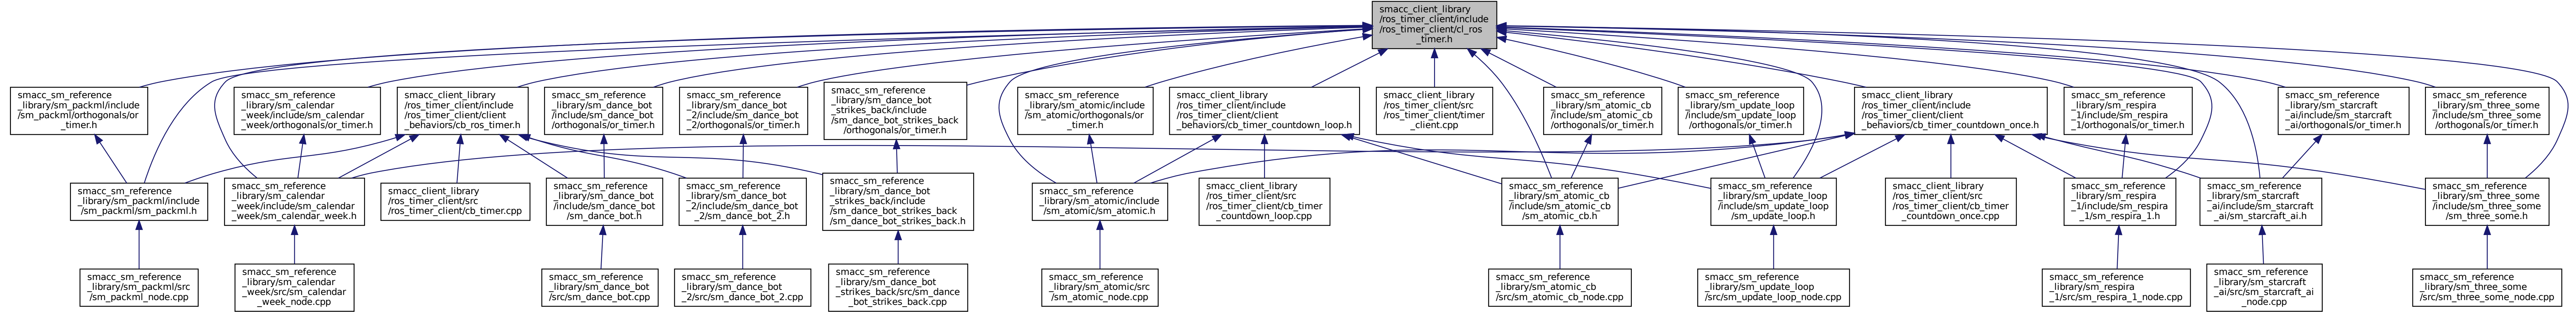 smacc_client_library
/ros_timer_client/include
/ros_timer_client/cl_ros
_timer.h
smacc_sm_reference
_library/sm_packml/include
/sm_packml/orthogonals/or
_timer.h
smacc_sm_reference
_library/sm_calendar
_week/include/sm_calendar
_week/orthogonals/or_timer.h
smacc_client_library
/ros_timer_client/include
/ros_timer_client/client
_behaviors/cb_ros_timer.h
smacc_sm_reference
_library/sm_dance_bot
/include/sm_dance_bot
/orthogonals/or_timer.h
smacc_sm_reference
_library/sm_dance_bot
_2/include/sm_dance_bot
_2/orthogonals/or_timer.h
smacc_sm_reference
_library/sm_dance_bot
_strikes_back/include
/sm_dance_bot_strikes_back
/orthogonals/or_timer.h
smacc_sm_reference
_library/sm_atomic/include
/sm_atomic/orthogonals/or
_timer.h
smacc_client_library
/ros_timer_client/include
/ros_timer_client/client
_behaviors/cb_timer_countdown_loop.h
smacc_client_library
/ros_timer_client/src
/ros_timer_client/timer
_client.cpp
smacc_sm_reference
_library/sm_atomic_cb
/include/sm_atomic_cb
/orthogonals/or_timer.h
smacc_sm_reference
_library/sm_update_loop
/include/sm_update_loop
/orthogonals/or_timer.h
smacc_client_library
/ros_timer_client/include
/ros_timer_client/client
_behaviors/cb_timer_countdown_once.h
smacc_sm_reference
_library/sm_respira
_1/include/sm_respira
_1/orthogonals/or_timer.h
smacc_sm_reference
_library/sm_starcraft
_ai/include/sm_starcraft
_ai/orthogonals/or_timer.h
smacc_sm_reference
_library/sm_three_some
/include/sm_three_some
/orthogonals/or_timer.h
smacc_sm_reference
_library/sm_packml/include
/sm_packml/sm_packml.h
smacc_sm_reference
_library/sm_calendar
_week/include/sm_calendar
_week/sm_calendar_week.h
smacc_client_library
/ros_timer_client/src
/ros_timer_client/cb_timer.cpp
smacc_sm_reference
_library/sm_dance_bot
/include/sm_dance_bot
/sm_dance_bot.h
smacc_sm_reference
_library/sm_dance_bot
_2/include/sm_dance_bot
_2/sm_dance_bot_2.h
smacc_sm_reference
_library/sm_dance_bot
_strikes_back/include
/sm_dance_bot_strikes_back
/sm_dance_bot_strikes_back.h
smacc_sm_reference
_library/sm_atomic/include
/sm_atomic/sm_atomic.h
smacc_client_library
/ros_timer_client/src
/ros_timer_client/cb_timer
_countdown_loop.cpp
smacc_sm_reference
_library/sm_atomic_cb
/include/sm_atomic_cb
/sm_atomic_cb.h
smacc_sm_reference
_library/sm_update_loop
/include/sm_update_loop
/sm_update_loop.h
smacc_client_library
/ros_timer_client/src
/ros_timer_client/cb_timer
_countdown_once.cpp
smacc_sm_reference
_library/sm_respira
_1/include/sm_respira
_1/sm_respira_1.h
smacc_sm_reference
_library/sm_starcraft
_ai/include/sm_starcraft
_ai/sm_starcraft_ai.h
smacc_sm_reference
_library/sm_three_some
/include/sm_three_some
/sm_three_some.h
smacc_sm_reference
_library/sm_packml/src
/sm_packml_node.cpp
smacc_sm_reference
_library/sm_calendar
_week/src/sm_calendar
_week_node.cpp
smacc_sm_reference
_library/sm_dance_bot
/src/sm_dance_bot.cpp
smacc_sm_reference
_library/sm_dance_bot
_2/src/sm_dance_bot_2.cpp
smacc_sm_reference
_library/sm_dance_bot
_strikes_back/src/sm_dance
_bot_strikes_back.cpp
smacc_sm_reference
_library/sm_atomic/src
/sm_atomic_node.cpp
smacc_sm_reference
_library/sm_atomic_cb
/src/sm_atomic_cb_node.cpp
smacc_sm_reference
_library/sm_update_loop
/src/sm_update_loop_node.cpp
smacc_sm_reference
_library/sm_respira
_1/src/sm_respira_1_node.cpp
smacc_sm_reference
_library/sm_starcraft
_ai/src/sm_starcraft_ai
_node.cpp
smacc_sm_reference
_library/sm_three_some
/src/sm_three_some_node.cpp